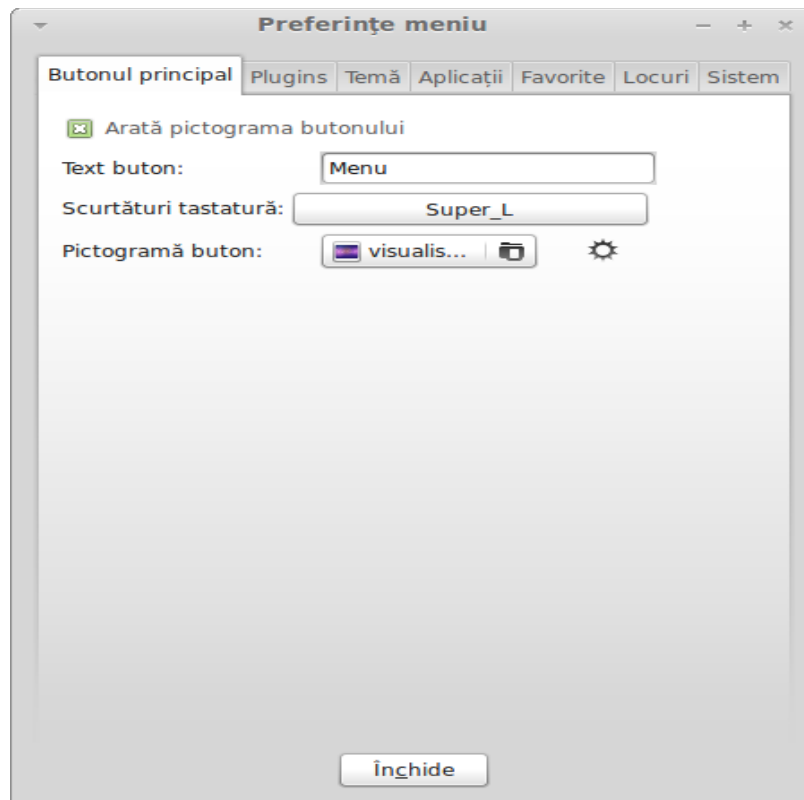 Preferințe meniu
Butonul principal Plugins Temă Aplicații Favorite Locuri Sistem
Arată pictograma butonului
Text buton: Menu
Scurtături tastatură: Super_L
Pictogramă buton: visualis...
Închide